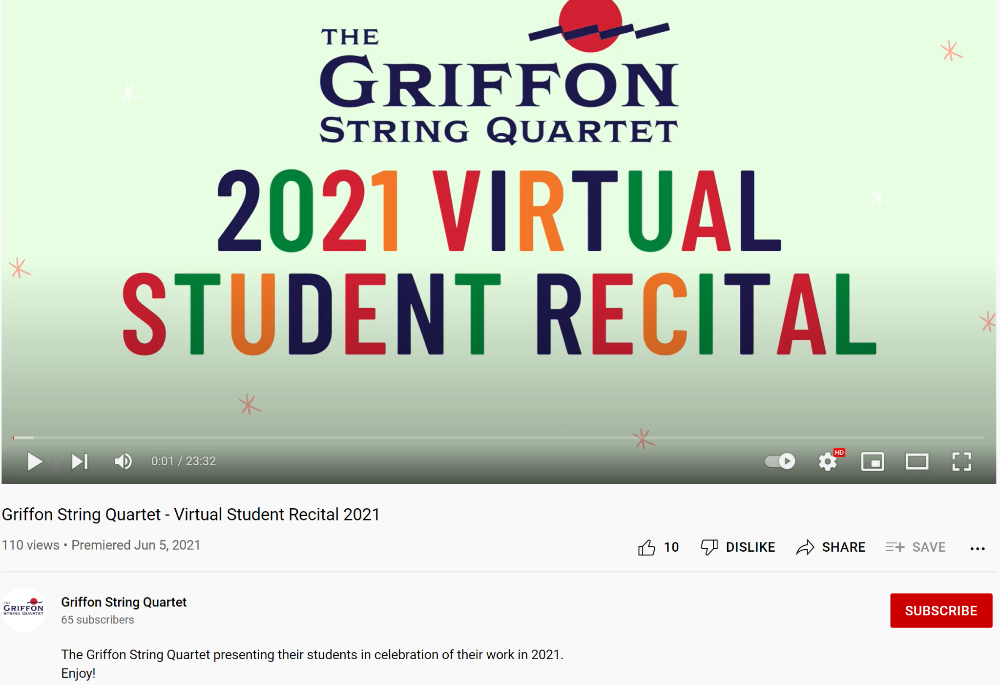 THE
GRIFFON
STRING QUARTET
2021 VIRTUAL
STUDENT RECITAL
0:01 / 23:32
HD
Griffon String Quartet - Virtual Student Recital 2021
110 views • Premiered Jun 5, 2021
10 DISLIKE SHARE SAVE
THE
GRIFFON
STRING QUARTET
Griffon String Quartet
65 subscribers
SUBSCRIBE
The Griffon String Quartet presenting their students in celebration of their work in 2021.
Enjoy!